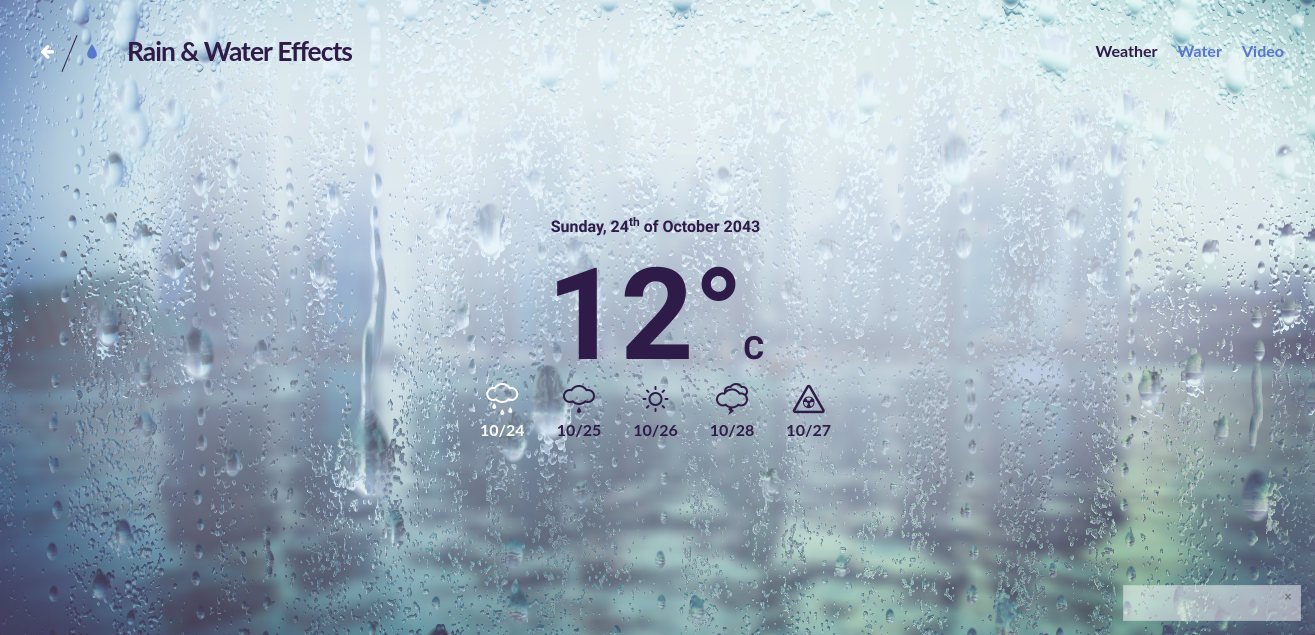 Rain & Water Effects
Weather Water Video
Sunday, 24th of October 2043
12° C
10/24 10/25 10/26 10/28 10/27
×